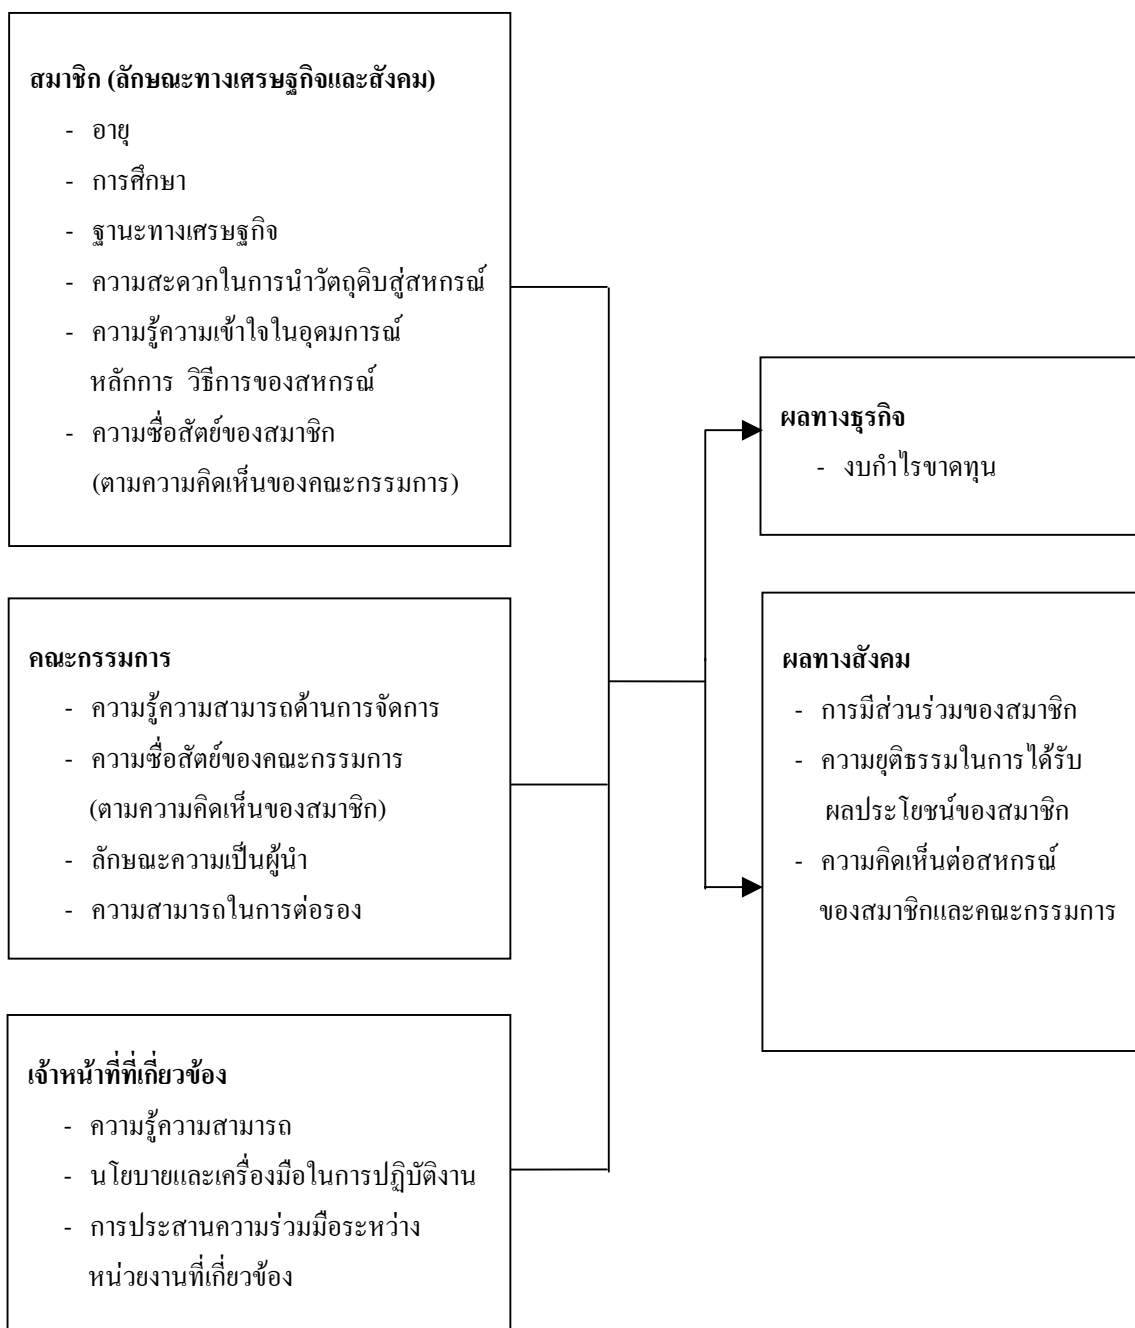 สมาชิก (ลักษณะทางเศรษฐกิจและสังคม)
- อายุ
- การศึกษา
- ฐานะทางเศรษฐกิจ
- ความสะดวกในการนำวัตถุดิบสู่สหกรณ์
- ความรู้ความเข้าใจในอุดมการณ์
หลักการ วิธีการของสหกรณ์
- ความซื่อสัตย์ของสมาชิก
(ตามความคิดเห็นของคณะกรรมการ)
คณะกรรมการ
- ความรู้ความสามารถด้านการจัดการ
- ความซื่อสัตย์ของคณะกรรมการ
(ตามความคิดเห็นของสมาชิก)
- ลักษณะความเป็นผู้นำ
- ความสามารถในการต่อรอง
เจ้าหน้าที่ที่เกี่ยวข้อง
- ความรู้ความสามารถ
- นโยบายและเครื่องมือในการปฏิบัติงาน
- การประสานความร่วมมือระหว่าง
หน่วยงานที่เกี่ยวข้อง
ผลทางธุรกิจ
- งบกำไรขาดทุน
ผลทางสังคม
- การมีส่วนร่วมของสมาชิก
- ความยุติธรรมในการได้รับ
ผลประโยชน์ของสมาชิก
- ความคิดเห็นต่อสหกรณ์
ของสมาชิกและคณะกรรมการ